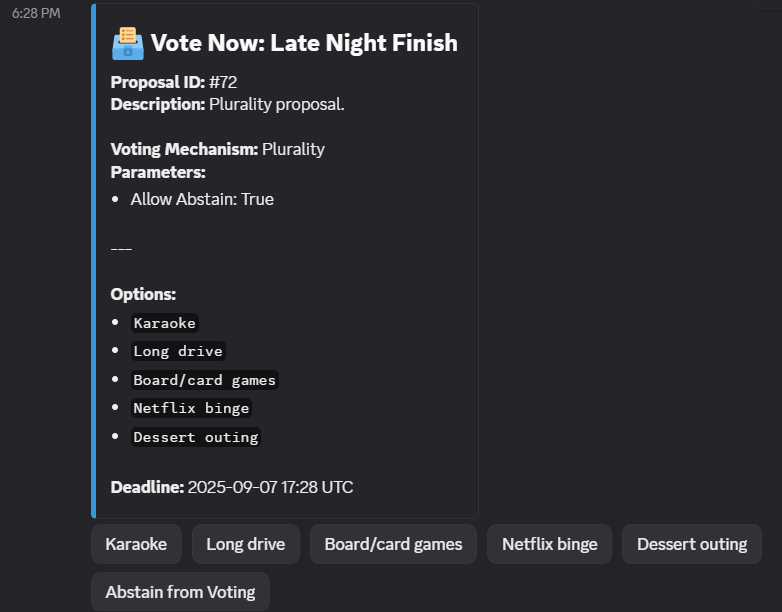 6:28 PM
Vote Now: Late Night Finish
Proposal ID: #72
Description: Plurality proposal.
Voting Mechanism: Plurality
Parameters:
• Allow Abstain: True
---
Options:
• Karaoke
• Long drive
• Board/card games
• Netflix binge
• Dessert outing
Deadline: 2025-09-07 17:28 UTC
Karaoke Long drive Board/card games Netflix binge Dessert outing
Abstain from Voting